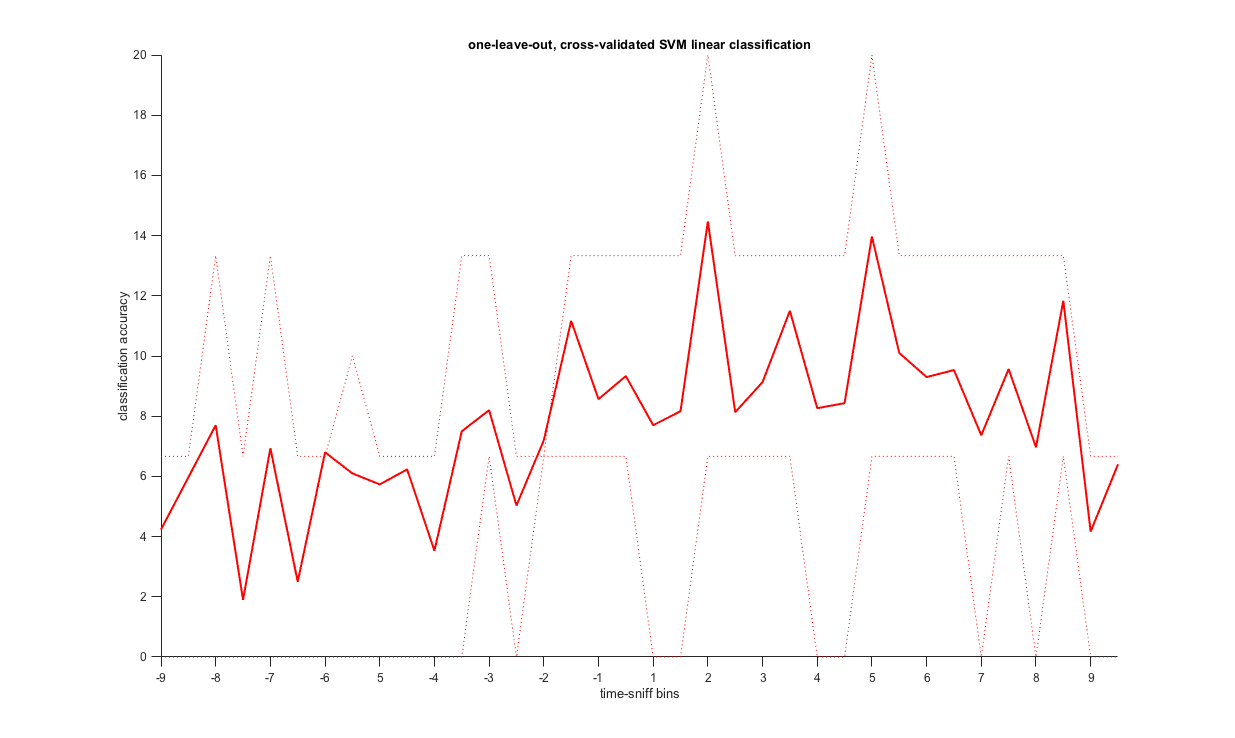 one-leave-out, cross-validated SVM linear classification
20
18
16
14
12
10
8
6
4
2
0
classification accuracy
-9 -8 -7 -6 5 -4 -3 -2 -1 1 2 3 4 5 6 7 8 9
time-sniff bins